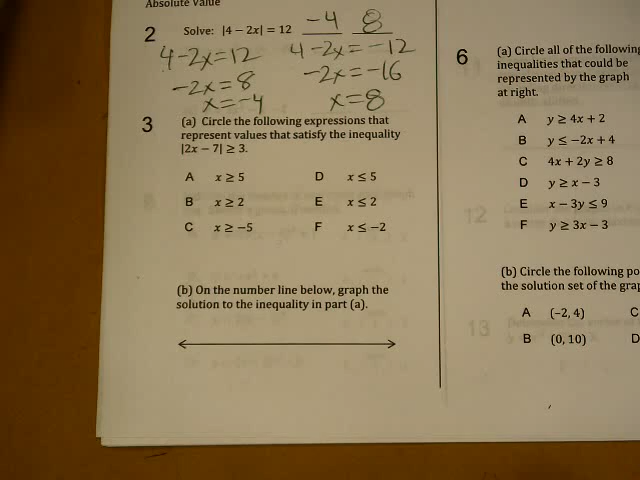 Absolute Value
2 Solve: |4 − 2x| = 12 −4 8
4-2x=12 4-2x=-12
-2x=8 -2x=-16
x=-4 x=8
3 (a) Circle the following expressions that
represent values that satisfy the inequality
|2x − 7| ≥ 3.
A x ≥ 5 D x ≤ 5
B x ≥ 2 E x ≤ 2
C x ≥ −5 F x ≤ −2
(b) On the number line below, graph the
solution to the inequality in part (a).
6 (a) Circle all of the following
inequalities that could be
represented by the graph
at right.
A y ≥ 4x + 2
B y ≤ −2x + 4
C 4x + 2y ≥ 8
D y ≥ x − 3
E x − 3y ≤ 9
F y ≥ 3x − 3
12
(b) Circle the following
the solution set of the
A (−2, 4) C
13
B (0, 10) D